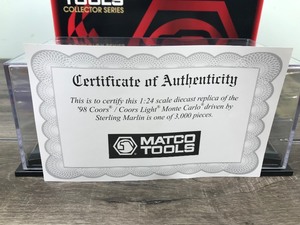 TOOLS
COLLECTOR SERIES
Certificate of Authenticity
This is to certify this 1:24 scale diecast replica of the
'98 Coors® / Coors Light® Monte Carlo® driven by
Sterling Marlin is one of 3,000 pieces.
MATCO
TOOLS